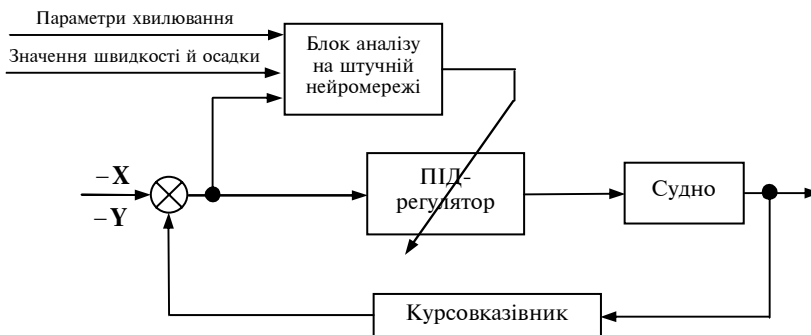 Параметри хвилювання
Значення швидкості й осадки
Блок аналізу
на штучній
нейромережі
–X
–Y
ПІД-
регулятор
Судно
Курсовказівник